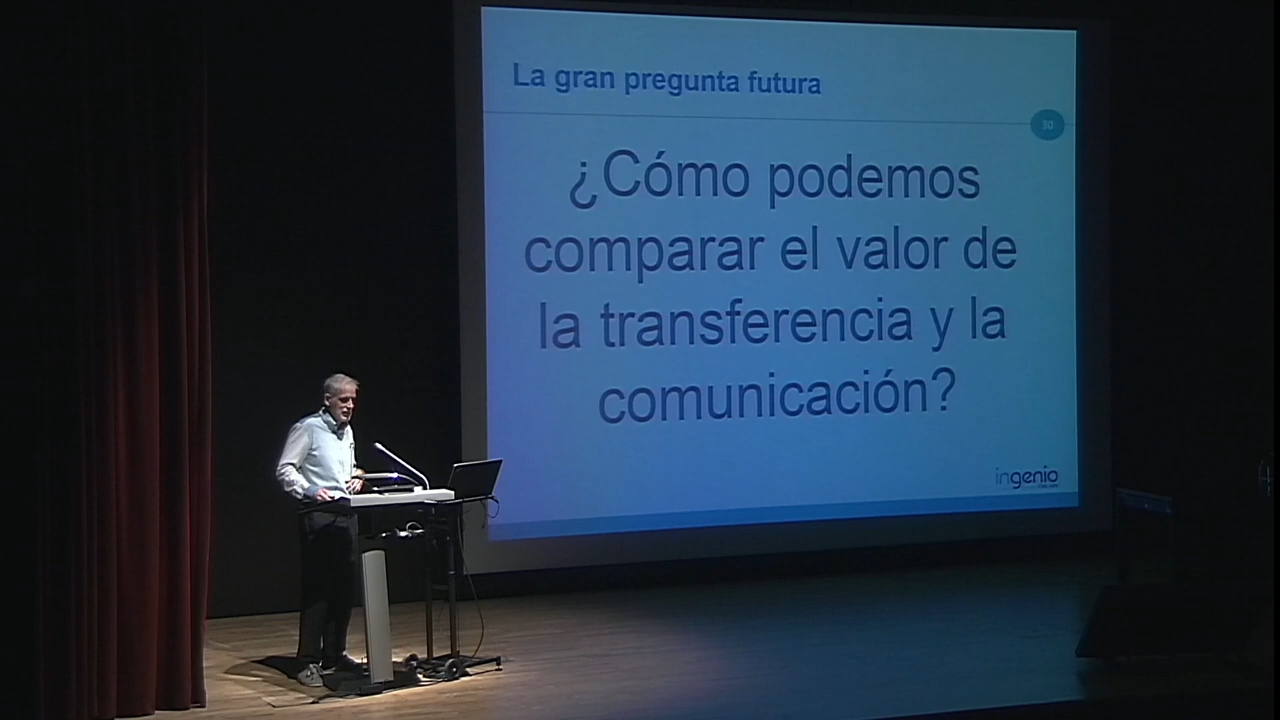 La gran pregunta futura
30
¿Cómo podemos
comparar el valor de
la transferencia y la
comunicación?
ingenio